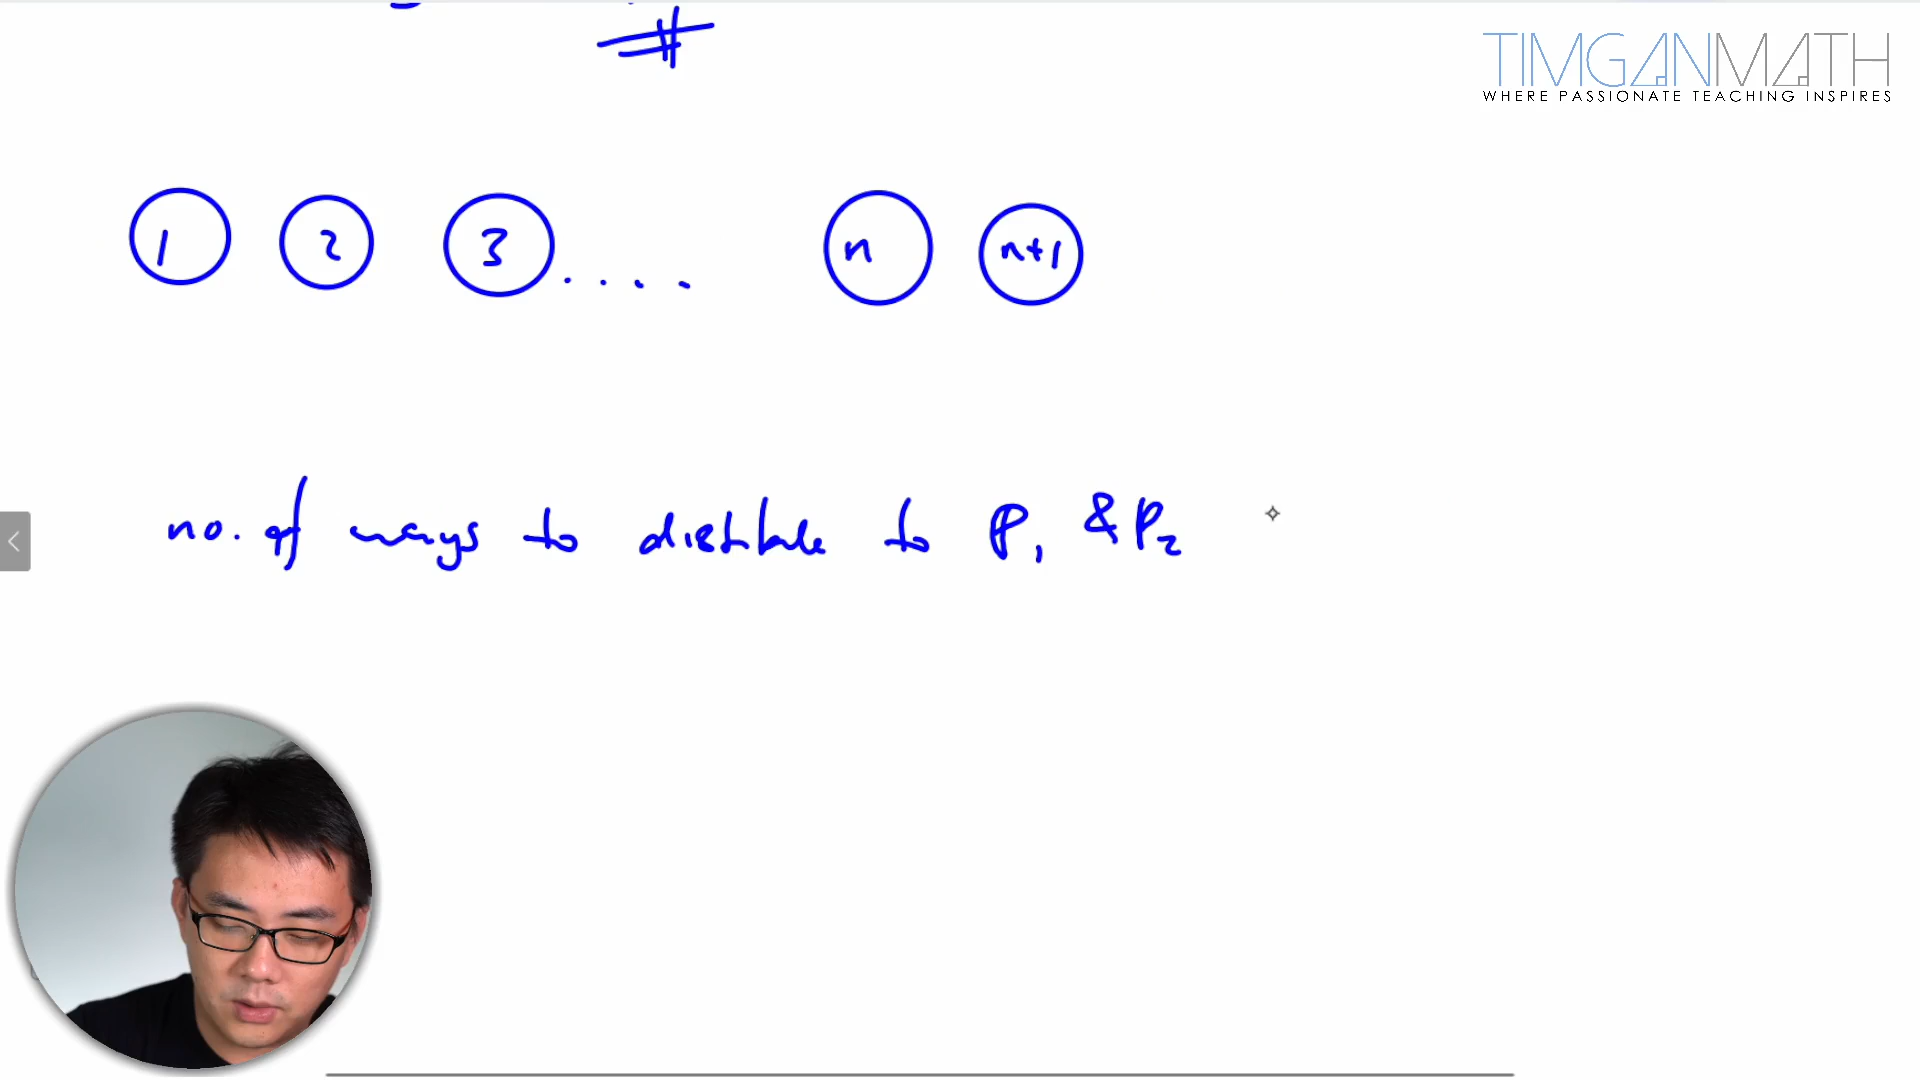 TIMGANMATH
WHERE PASSIONATE TEACHING INSPIRES
1 2 3 .... n n+1
no. of ways to distribute to P₁ & P₂